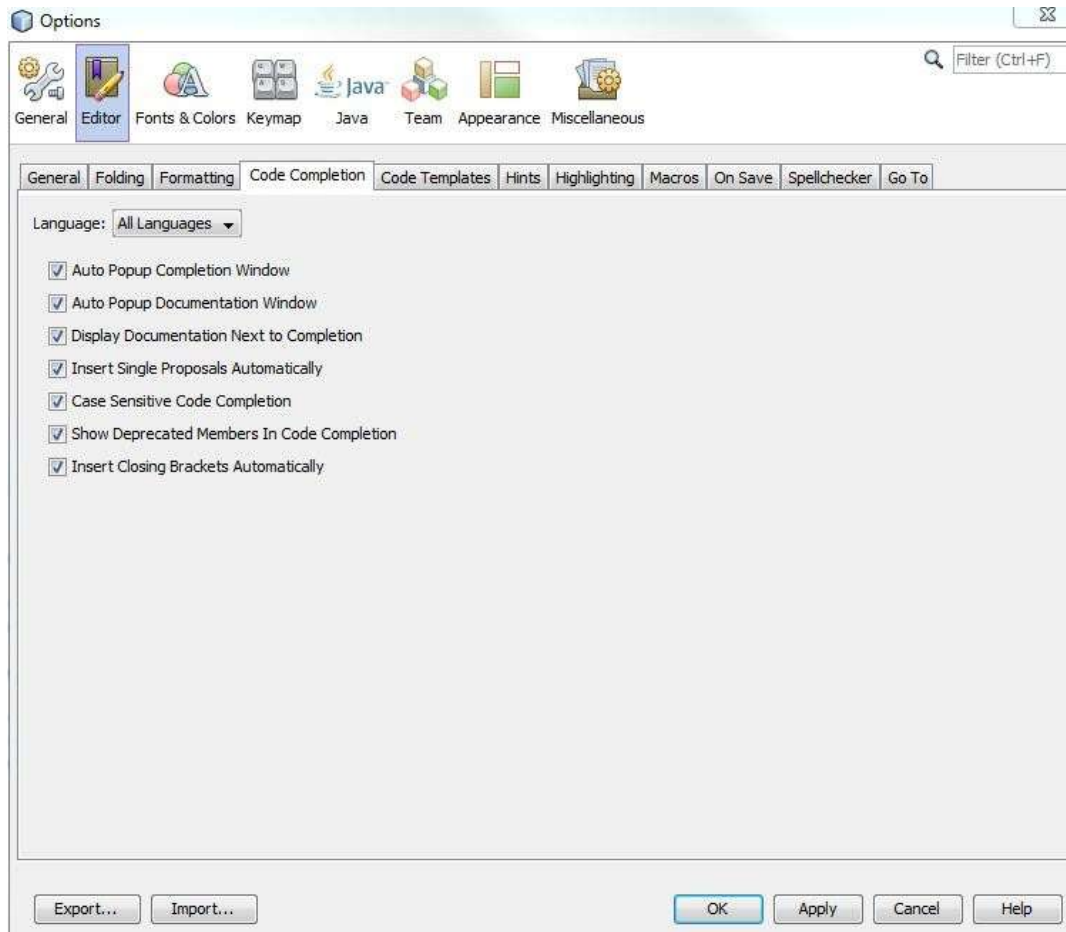 Options
Filter (Ctrl+F)
General Editor Fonts & Colors Keymap Java Team Appearance Miscellaneous
General Folding Formatting Code Completion Code Templates Hints Highlighting Macros On Save Spellchecker Go To
Language: All Languages
Auto Popup Completion Window
Auto Popup Documentation Window
Display Documentation Next to Completion
Insert Single Proposals Automatically
Case Sensitive Code Completion
Show Deprecated Members In Code Completion
Insert Closing Brackets Automatically
Export... Import... OK Apply Cancel Help